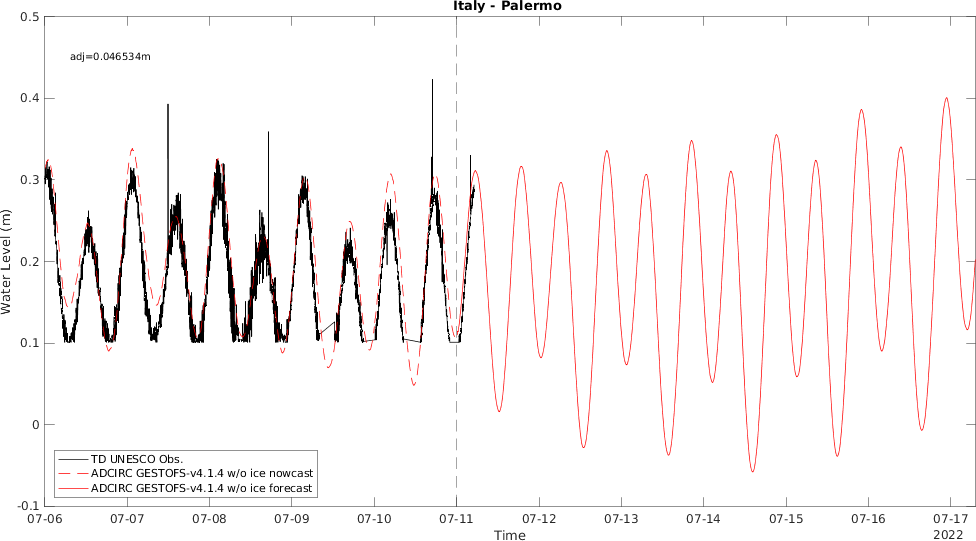 Italy - Palermo
adj=0.046534m
Water Level (m)
0.5
0.4
0.3
0.2
0.1
0
-0.1
TD UNESCO Obs.
ADCIRC GESTOFS-v4.1.4 w/o ice nowcast
ADCIRC GESTOFS-v4.1.4 w/o ice forecast
07-06 07-07 07-08 07-09 07-10 07-11 07-12 07-13 07-14 07-15 07-16 07-17
Time
2022